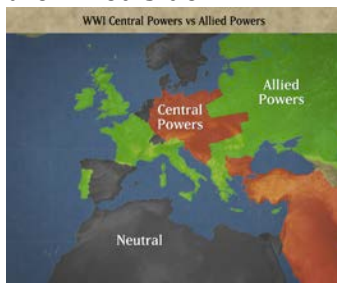 WWI Central Powers vs Allied Powers
Allied
Powers
Central
Powers
Neutral